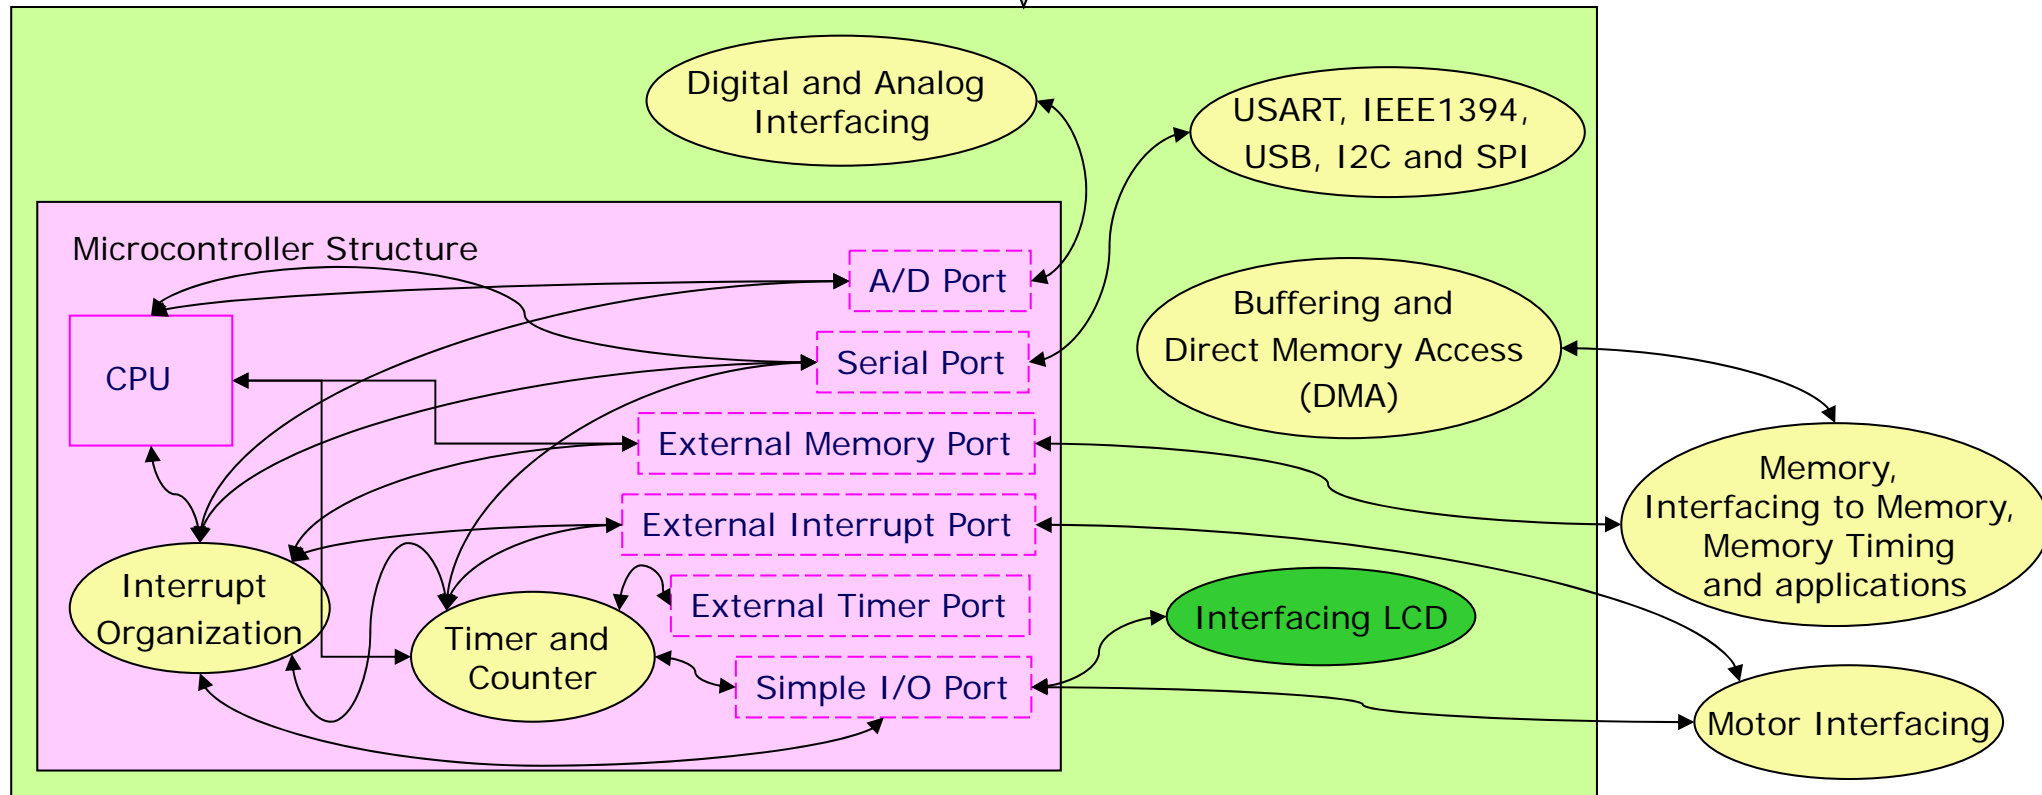 Digital and Analog
Interfacing
USART, IEEE1394,
USB, I2C and SPI
Microcontroller Structure
A/D Port
Buffering and
Direct Memory Access
(DMA)
CPU
Serial Port
External Memory Port
Memory,
Interfacing to Memory,
Memory Timing
and applications
External Interrupt Port
Interrupt
Organization
External Timer Port
Interfacing LCD
Timer and
Counter
Simple I/O Port
Motor Interfacing